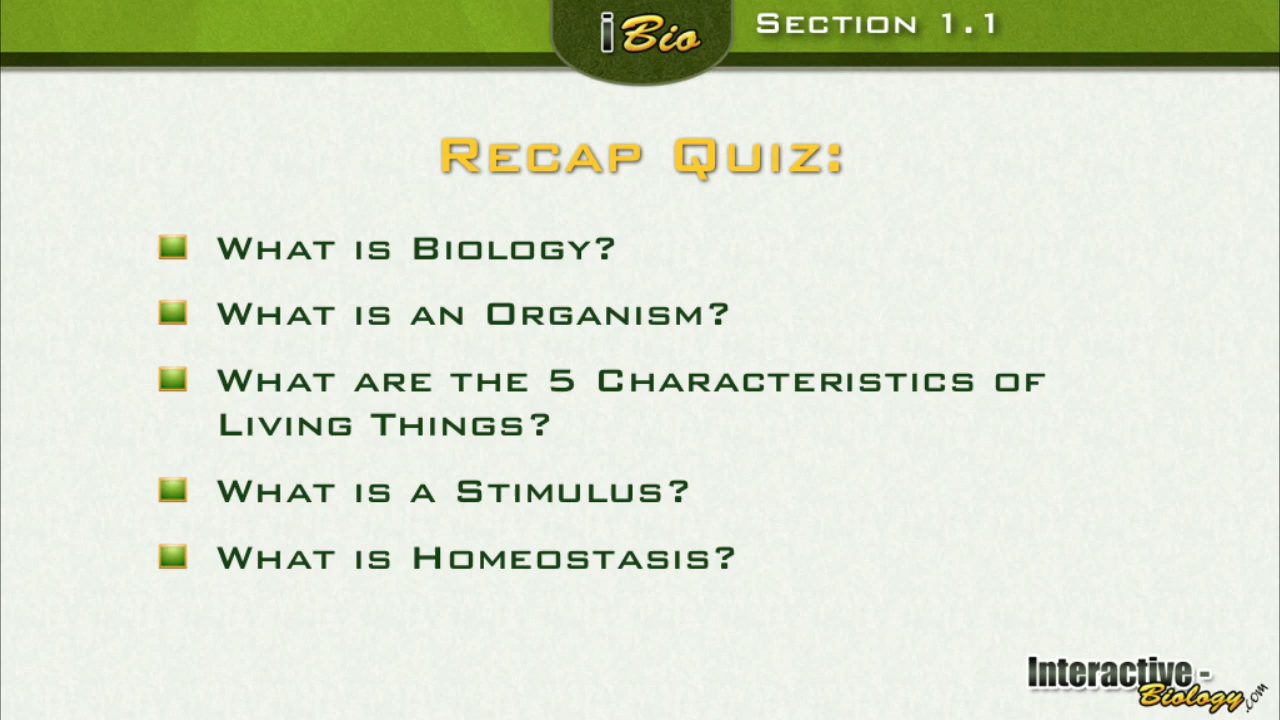 iBio
Section 1.1
Recap Quiz:
What is Biology?
What is an Organism?
What are the 5 Characteristics of
Living Things?
What is a Stimulus?
What is Homeostasis?
Interactive-
Biology.com